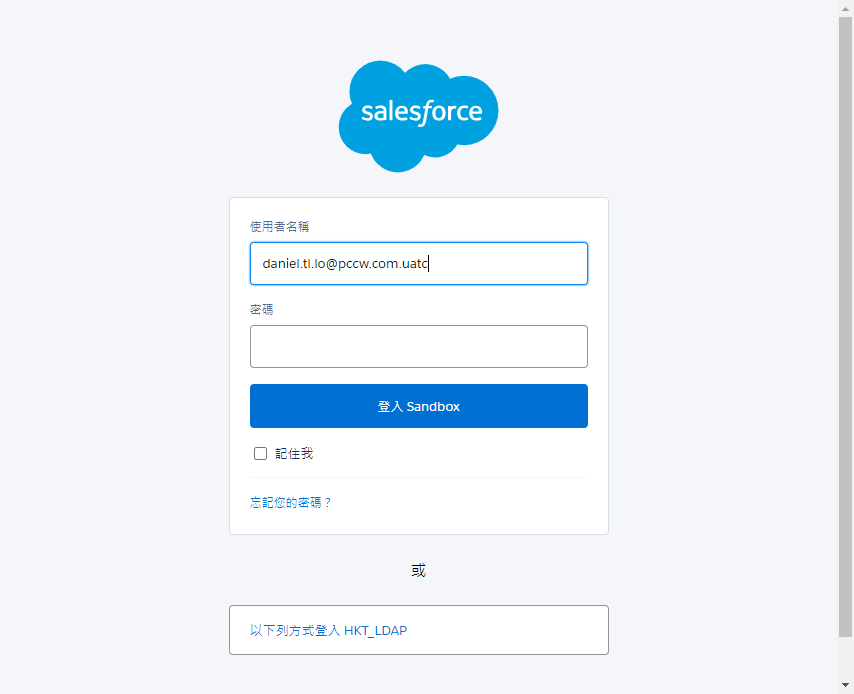 salesforce
使用者名稱
daniel.tl.lo@pccw.com.uatc
密碼
登入 Sandbox
記住我
忘記您的密碼？
或
以下列方式登入 HKT_LDAP